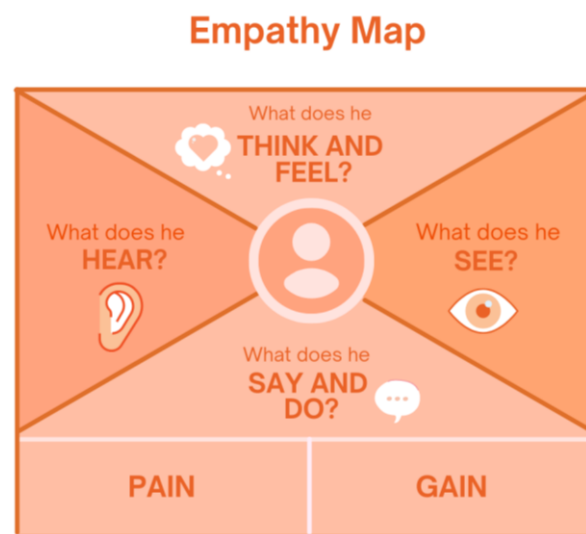 Empathy Map
What does he
THINK AND
FEEL?
What does he
HEAR?
What does he
SEE?
What does he
SAY AND
DO?
PAIN
GAIN